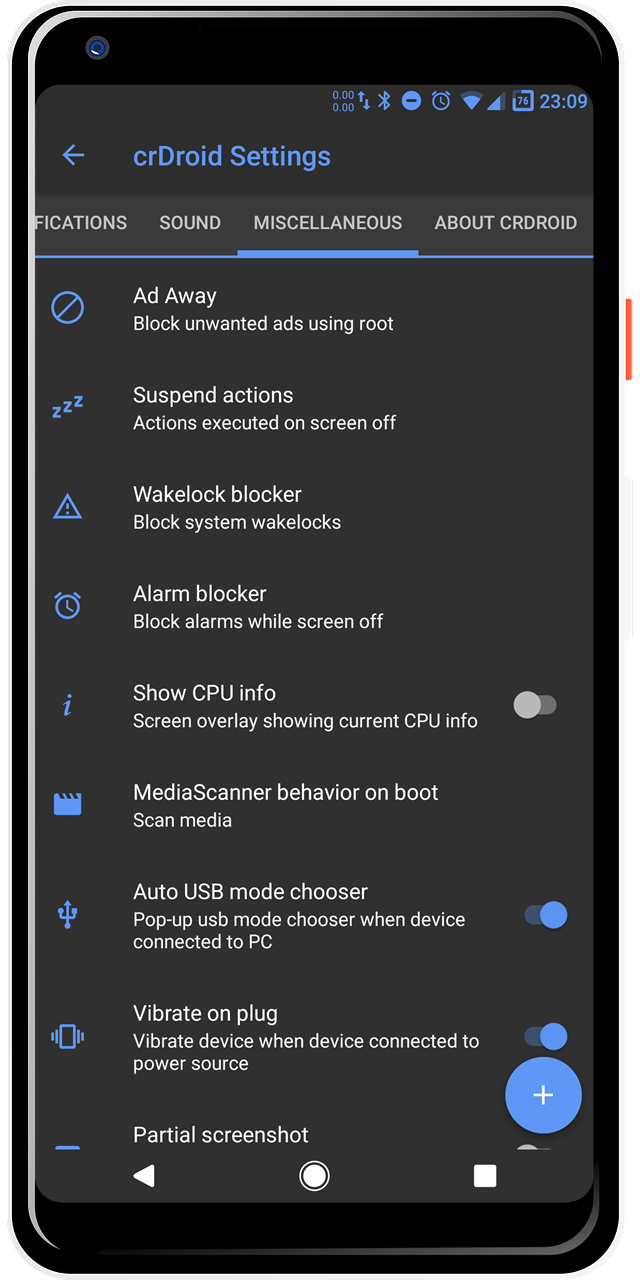 0.00
0.00
76
23:09
crDroid Settings
FICATIONS SOUND MISCELLANEOUS ABOUT CRDROID
Ad Away
Block unwanted ads using root
zzz
Suspend actions
Actions executed on screen off
Wakelock blocker
Block system wakelocks
Alarm blocker
Block alarms while screen off
i
Show CPU info
Screen overlay showing current CPU info
MediaScanner behavior on boot
Scan media
Auto USB mode chooser
Pop-up usb mode chooser when device
connected to PC
Vibrate on plug
Vibrate device when device connected to
power source
Partial screenshot